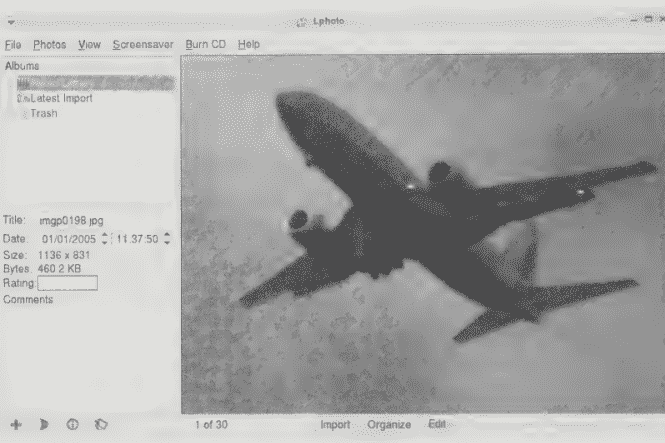 Lphoto
File Photos View Screensaver Burn CD Help
Albums
Latest Import
Trash
Title: imgp0198.jpg
Date: 01/01/2005 11:37:50
Size: 1136 x 831
Bytes: 460.2 KB
Rating:
Comments
1 of 30 Import Organize Edit